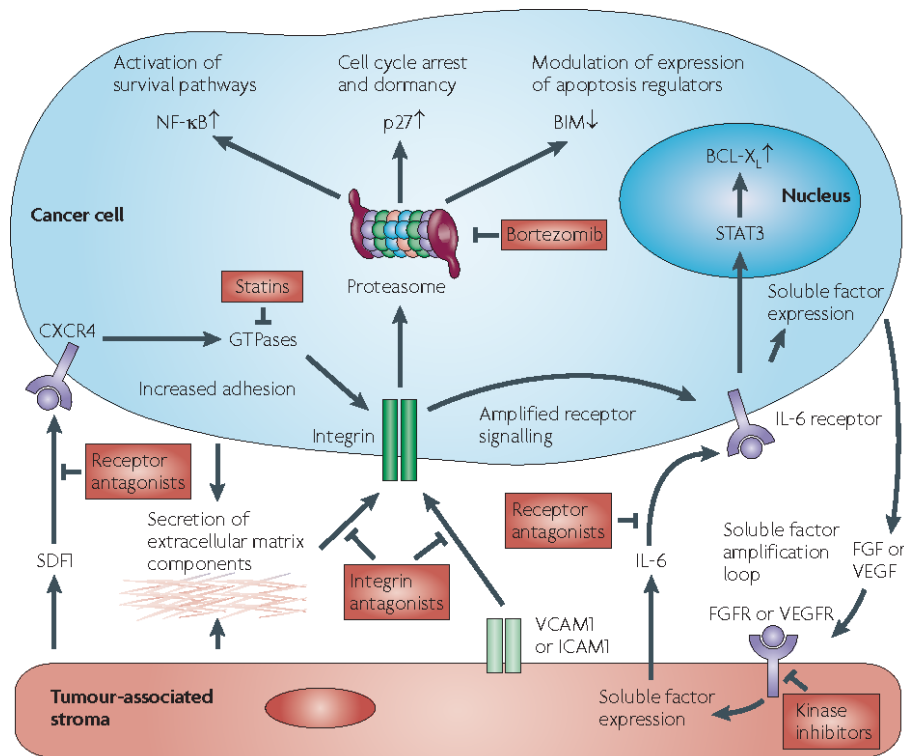 Activation of
survival pathways
NF-κB↑
Cell cycle arrest
and dormancy
p27↑
Modulation of expression
of apoptosis regulators
BIM↓
BCL-X_L↑
Nucleus
STAT3
Cancer cell
Bortezomib
Proteasome
Statins
GTPases
CXCR4
Soluble factor
expression
Increased adhesion
Integrin
Amplified receptor
signalling
IL-6 receptor
Receptor
antagonists
Secretion of
extracellular matrix
components
SDF1
Integrin
antagonists
Receptor
antagonists
IL-6
Soluble factor
amplification
loop
FGF or
VEGF
FGFR or VEGFR
VCAM1
or ICAM1
Tumour-associated
stroma
Soluble factor
expression
Kinase
inhibitors